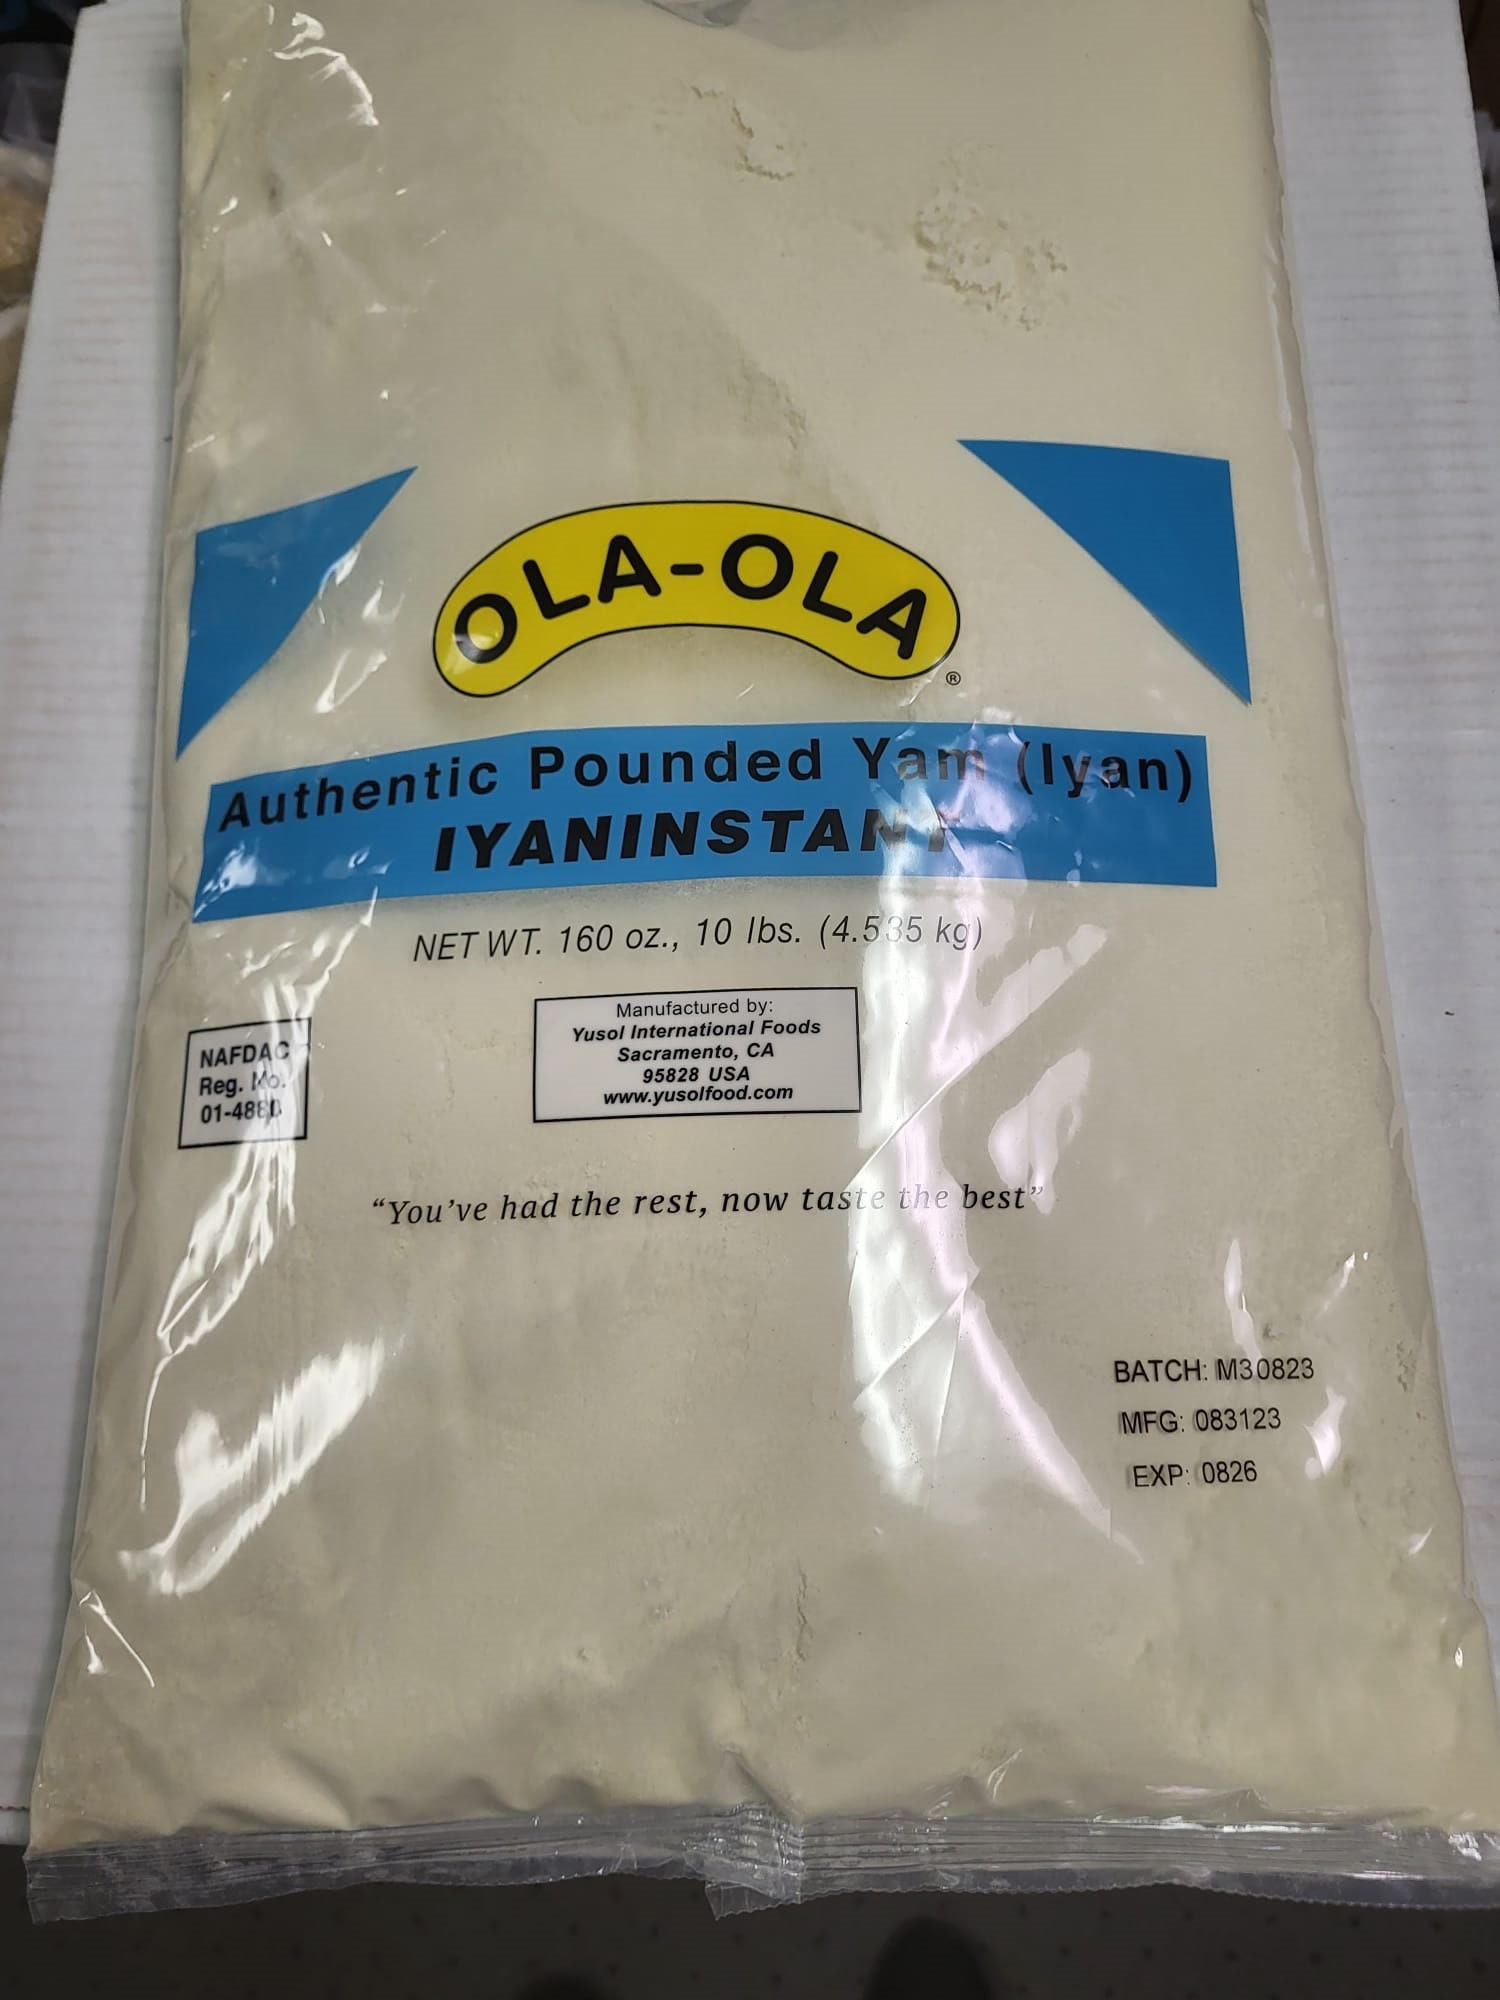 OLA-OLA
®
Authentic Pounded Yam (Iyan)
IYANINSTANT
NET WT. 160 oz., 10 lbs. (4.535 kg)
Manufactured by:
Yusol International Foods
Sacramento, CA
95828 USA
www.yusolfood.com
NAFDAC
Reg. No.
“You’ve had the rest, now taste the best”
BATCH: M30823
MFG: 083123
EXP: 0826